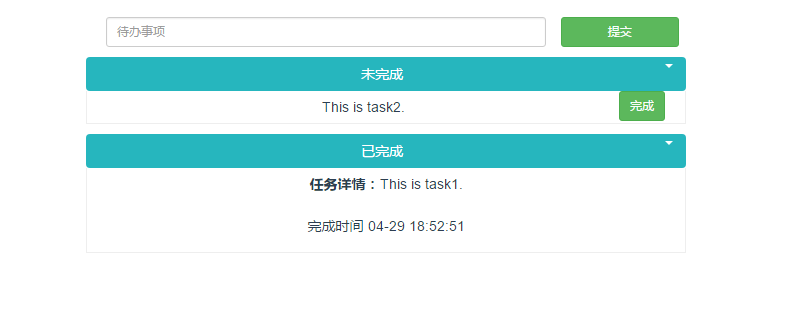 待办事项 提交
未完成
This is task2. 完成
已完成
任务详情：This is task1.
完成时间 04-29 18:52:51